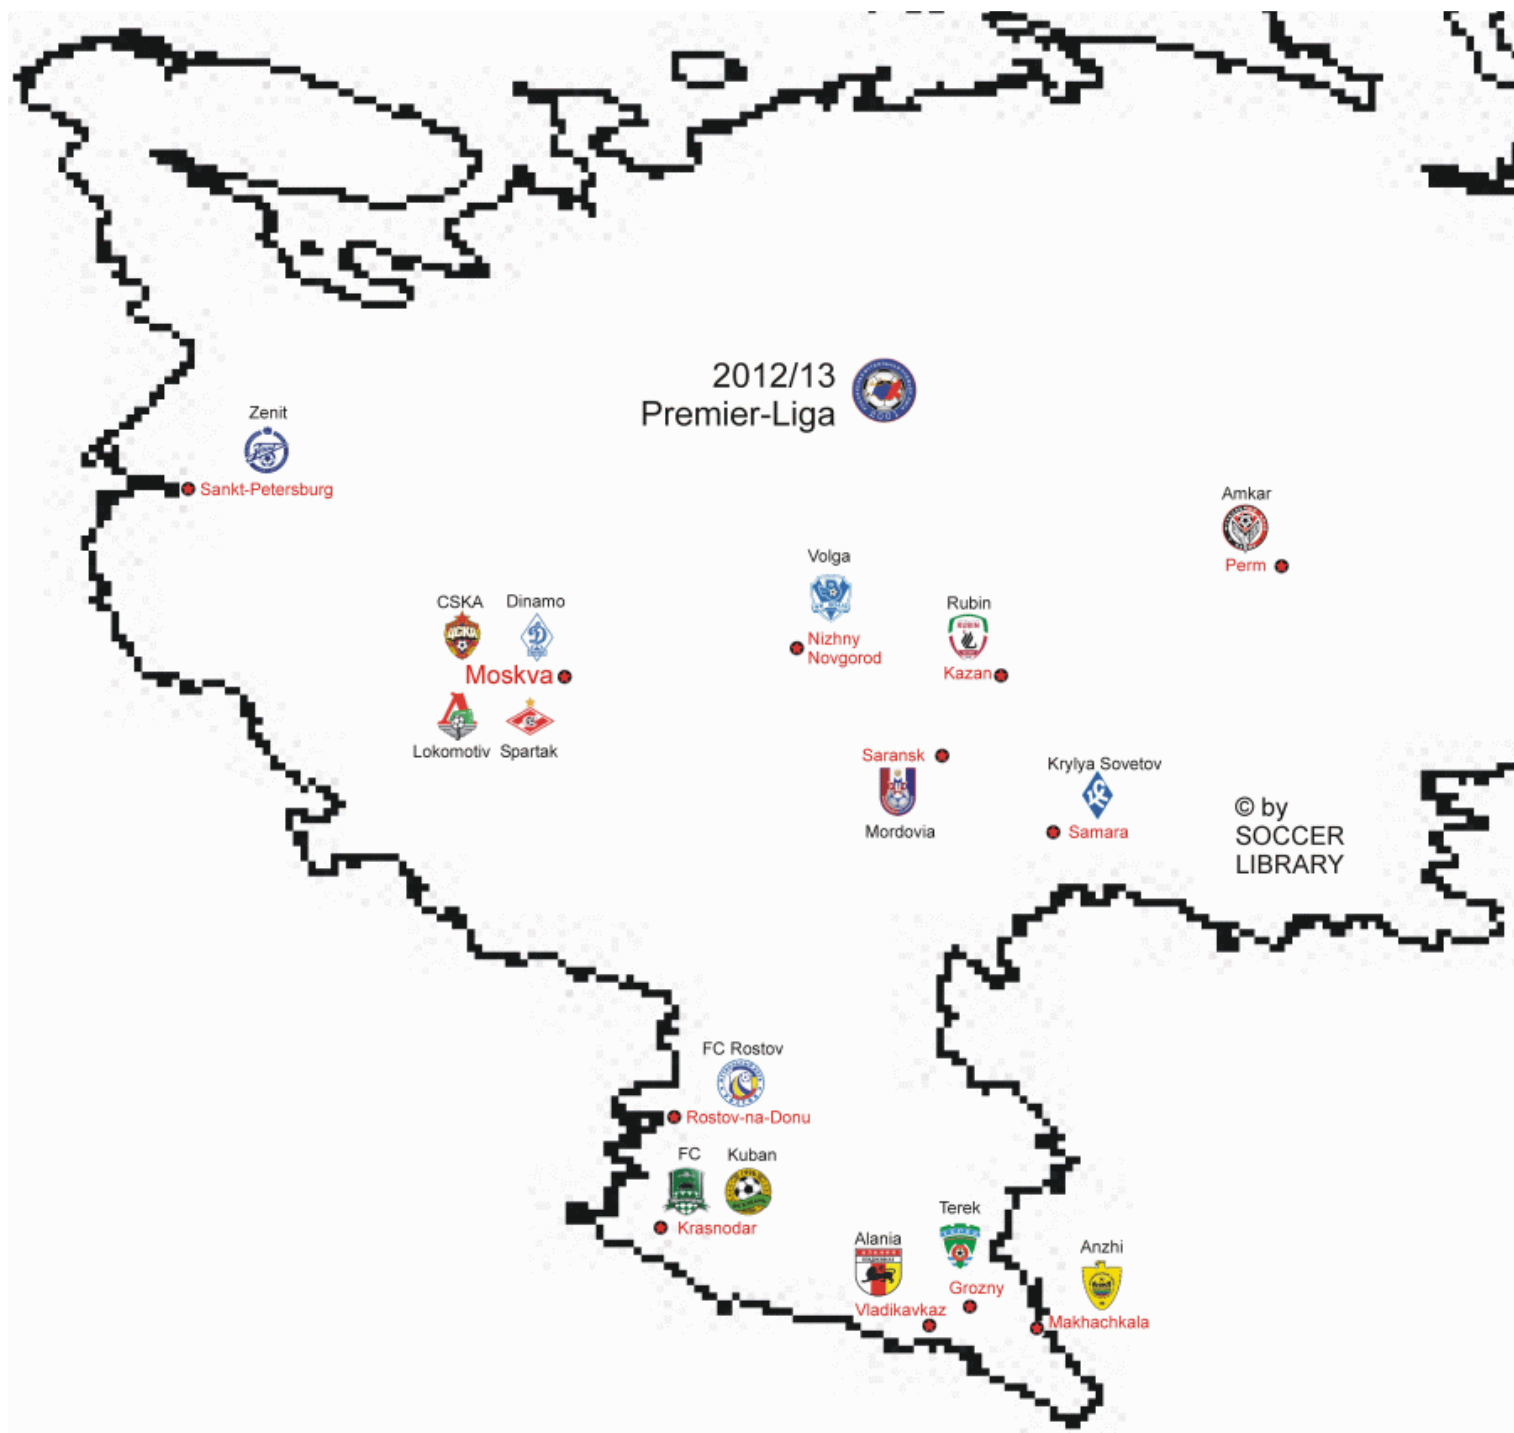 2012/13
Premier-Liga
Zenit
Sankt-Petersburg
Amkar
Perm
Volga
Nizhny
Novgorod
CSKA
Dinamo
Rubin
RUBIN
ЦСКА
Moskva
Kazan
Lokomotiv
Spartak
Saransk
Mordovia
Krylya Sovetov
Samara
© by
SOCCER
LIBRARY
FC Rostov
Rostov-na-Donu
FC
Kuban
Krasnodar
Terek
Grozny
Alania
Vladikavkaz
Anzhi
Makhachkala